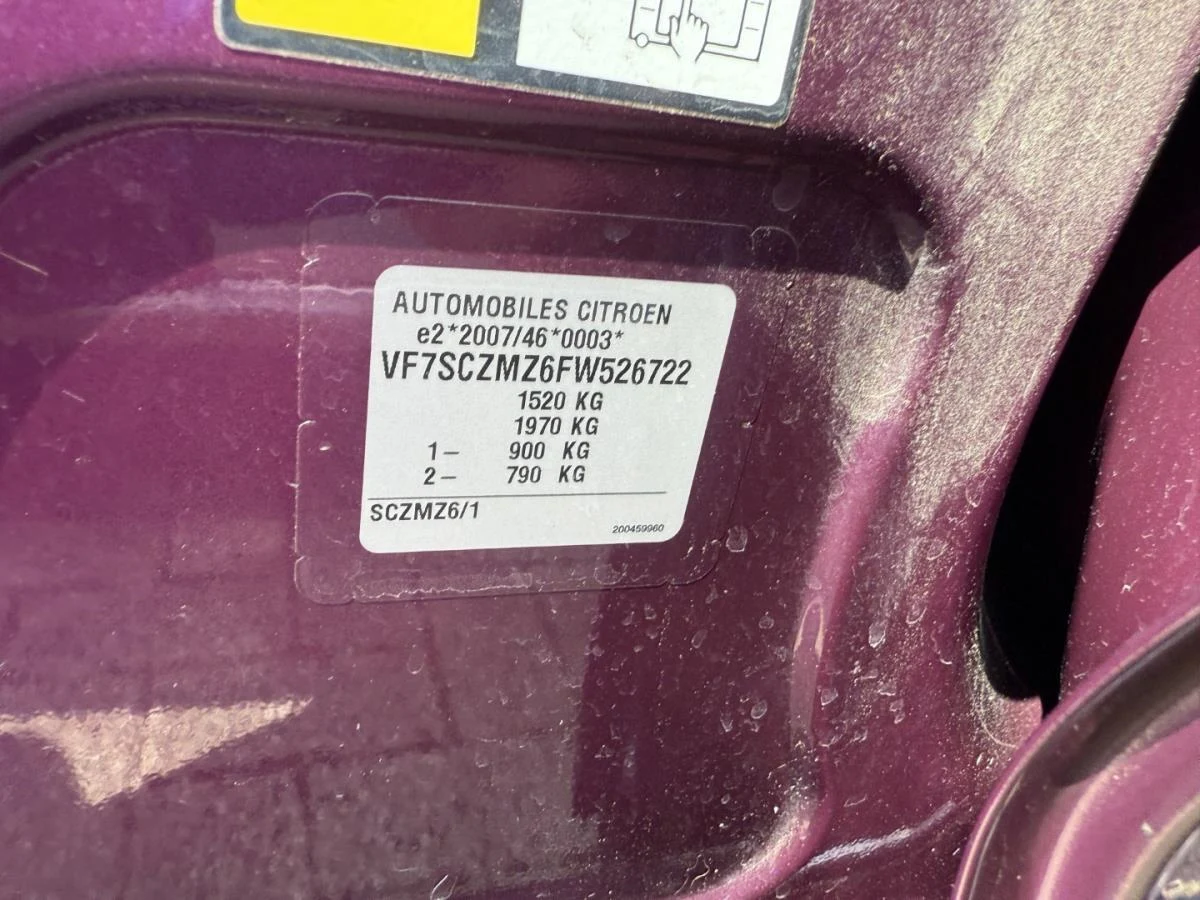 AUTOMOBILES CITROEN
e2*2007/46*0003*
VF7SCZMZ6FW526722
1520 KG
1970 KG
1– 900 KG
2– 790 KG
SCZMZ6/1
200459960